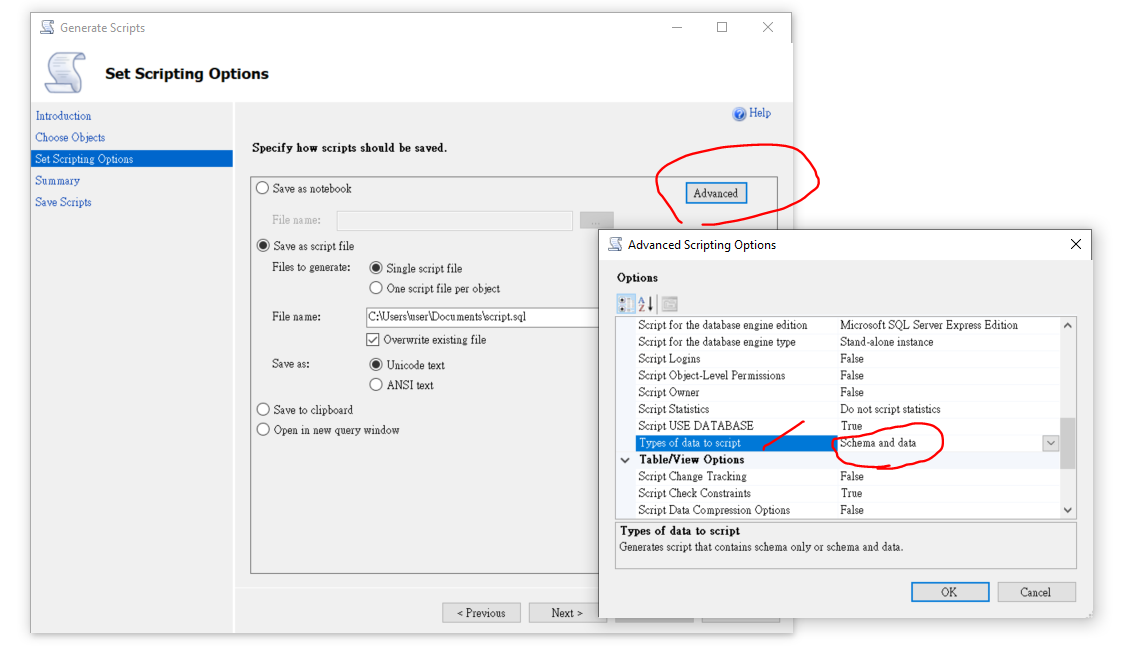 Generate Scripts
Set Scripting Options
Introduction
Choose Objects
Set Scripting Options
Summary
Save Scripts
Help
Specify how scripts should be saved.
Save as notebook
Advanced
File name:
...
Save as script file
Files to generate:
Single script file
One script file per object
File name:
C:\Users\user\Documents\script.sql
Overwrite existing file
Save as:
Unicode text
ANSI text
Save to clipboard
Open in new query window
< Previous
Next >
Advanced Scripting Options
Options
Script for the database engine edition Microsoft SQL Server Express Edition
Script for the database engine type Stand-alone instance
Script Logins False
Script Object-Level Permissions False
Script Owner False
Script Statistics Do not script statistics
Script USE DATABASE True
Types of data to script Schema and data
Table/View Options
Script Change Tracking False
Script Check Constraints True
Script Data Compression Options False
Types of data to script
Generates script that contains schema only or schema and data.
OK
Cancel